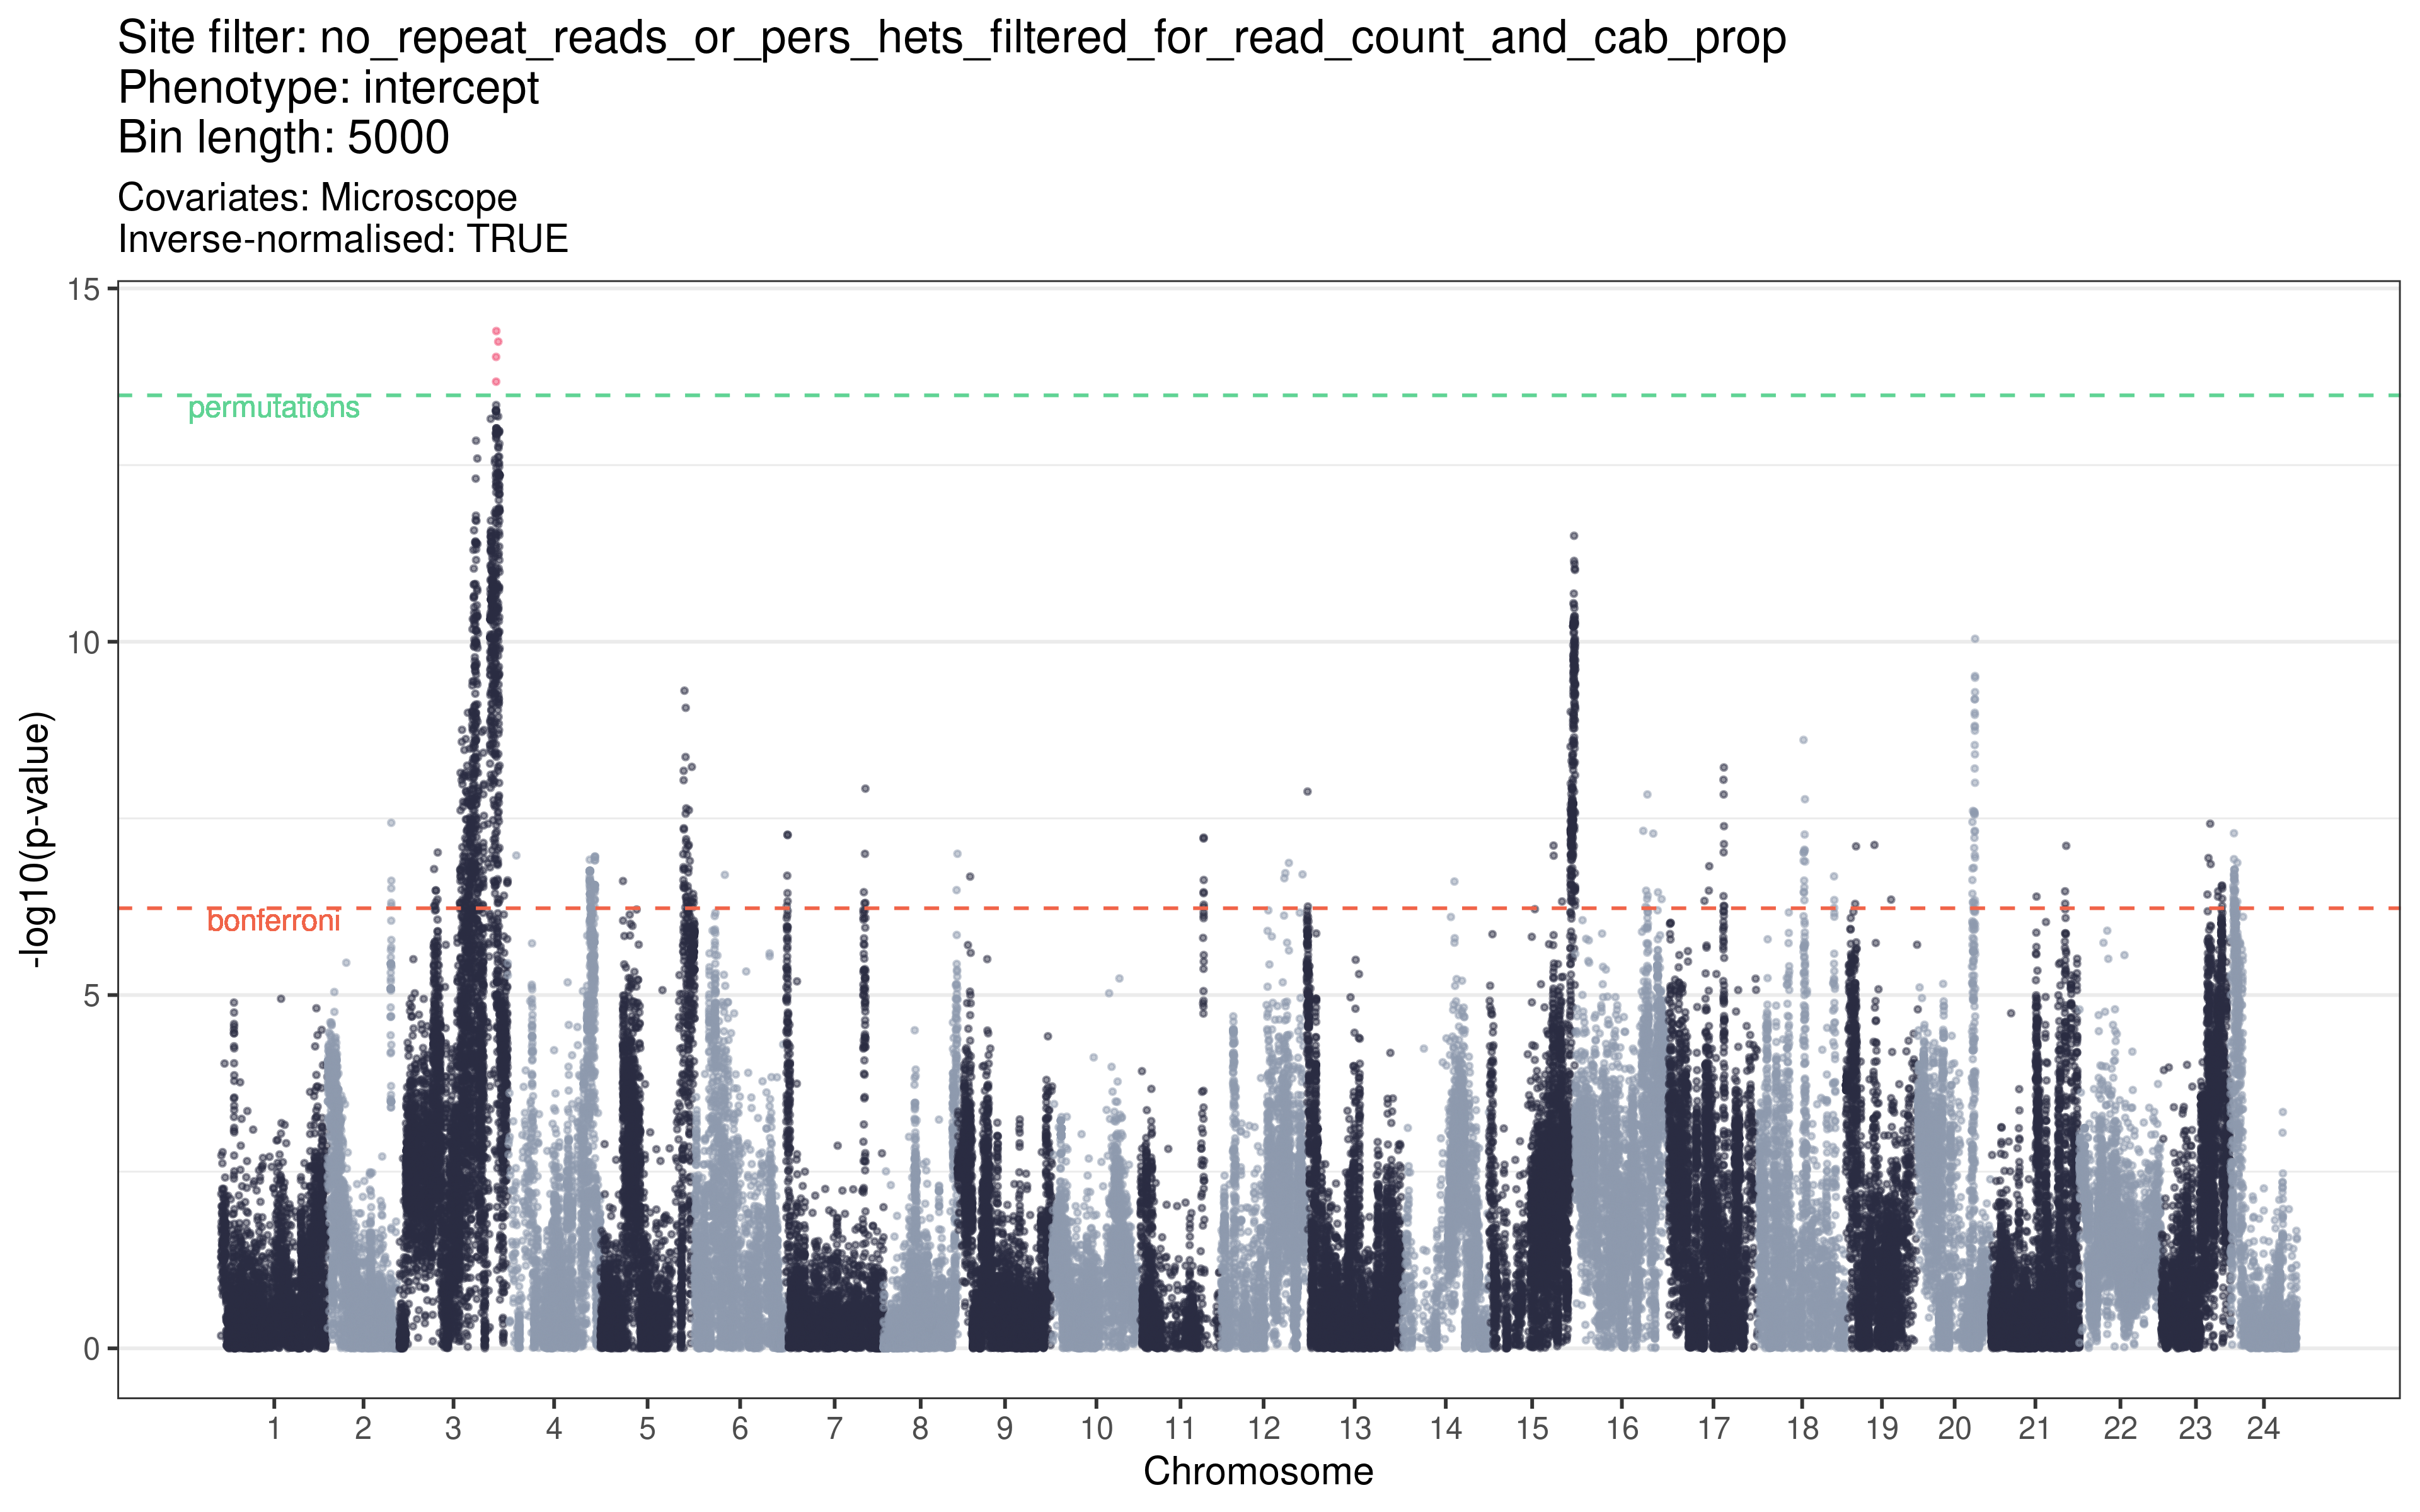 Site filter: no_repeat_reads_or_pers_hets_filtered_for_read_count_and_cab_prop
Phenotype: intercept
Bin length: 5000
Covariates: Microscope
Inverse-normalised: TRUE
15
permutations
10
-log10(p-value)
bonferroni
5
0
1 2 3 4 5 6 7 8 9 10 11 12 13 14 15 16 17 18 19 20 21 22 23 24
Chromosome